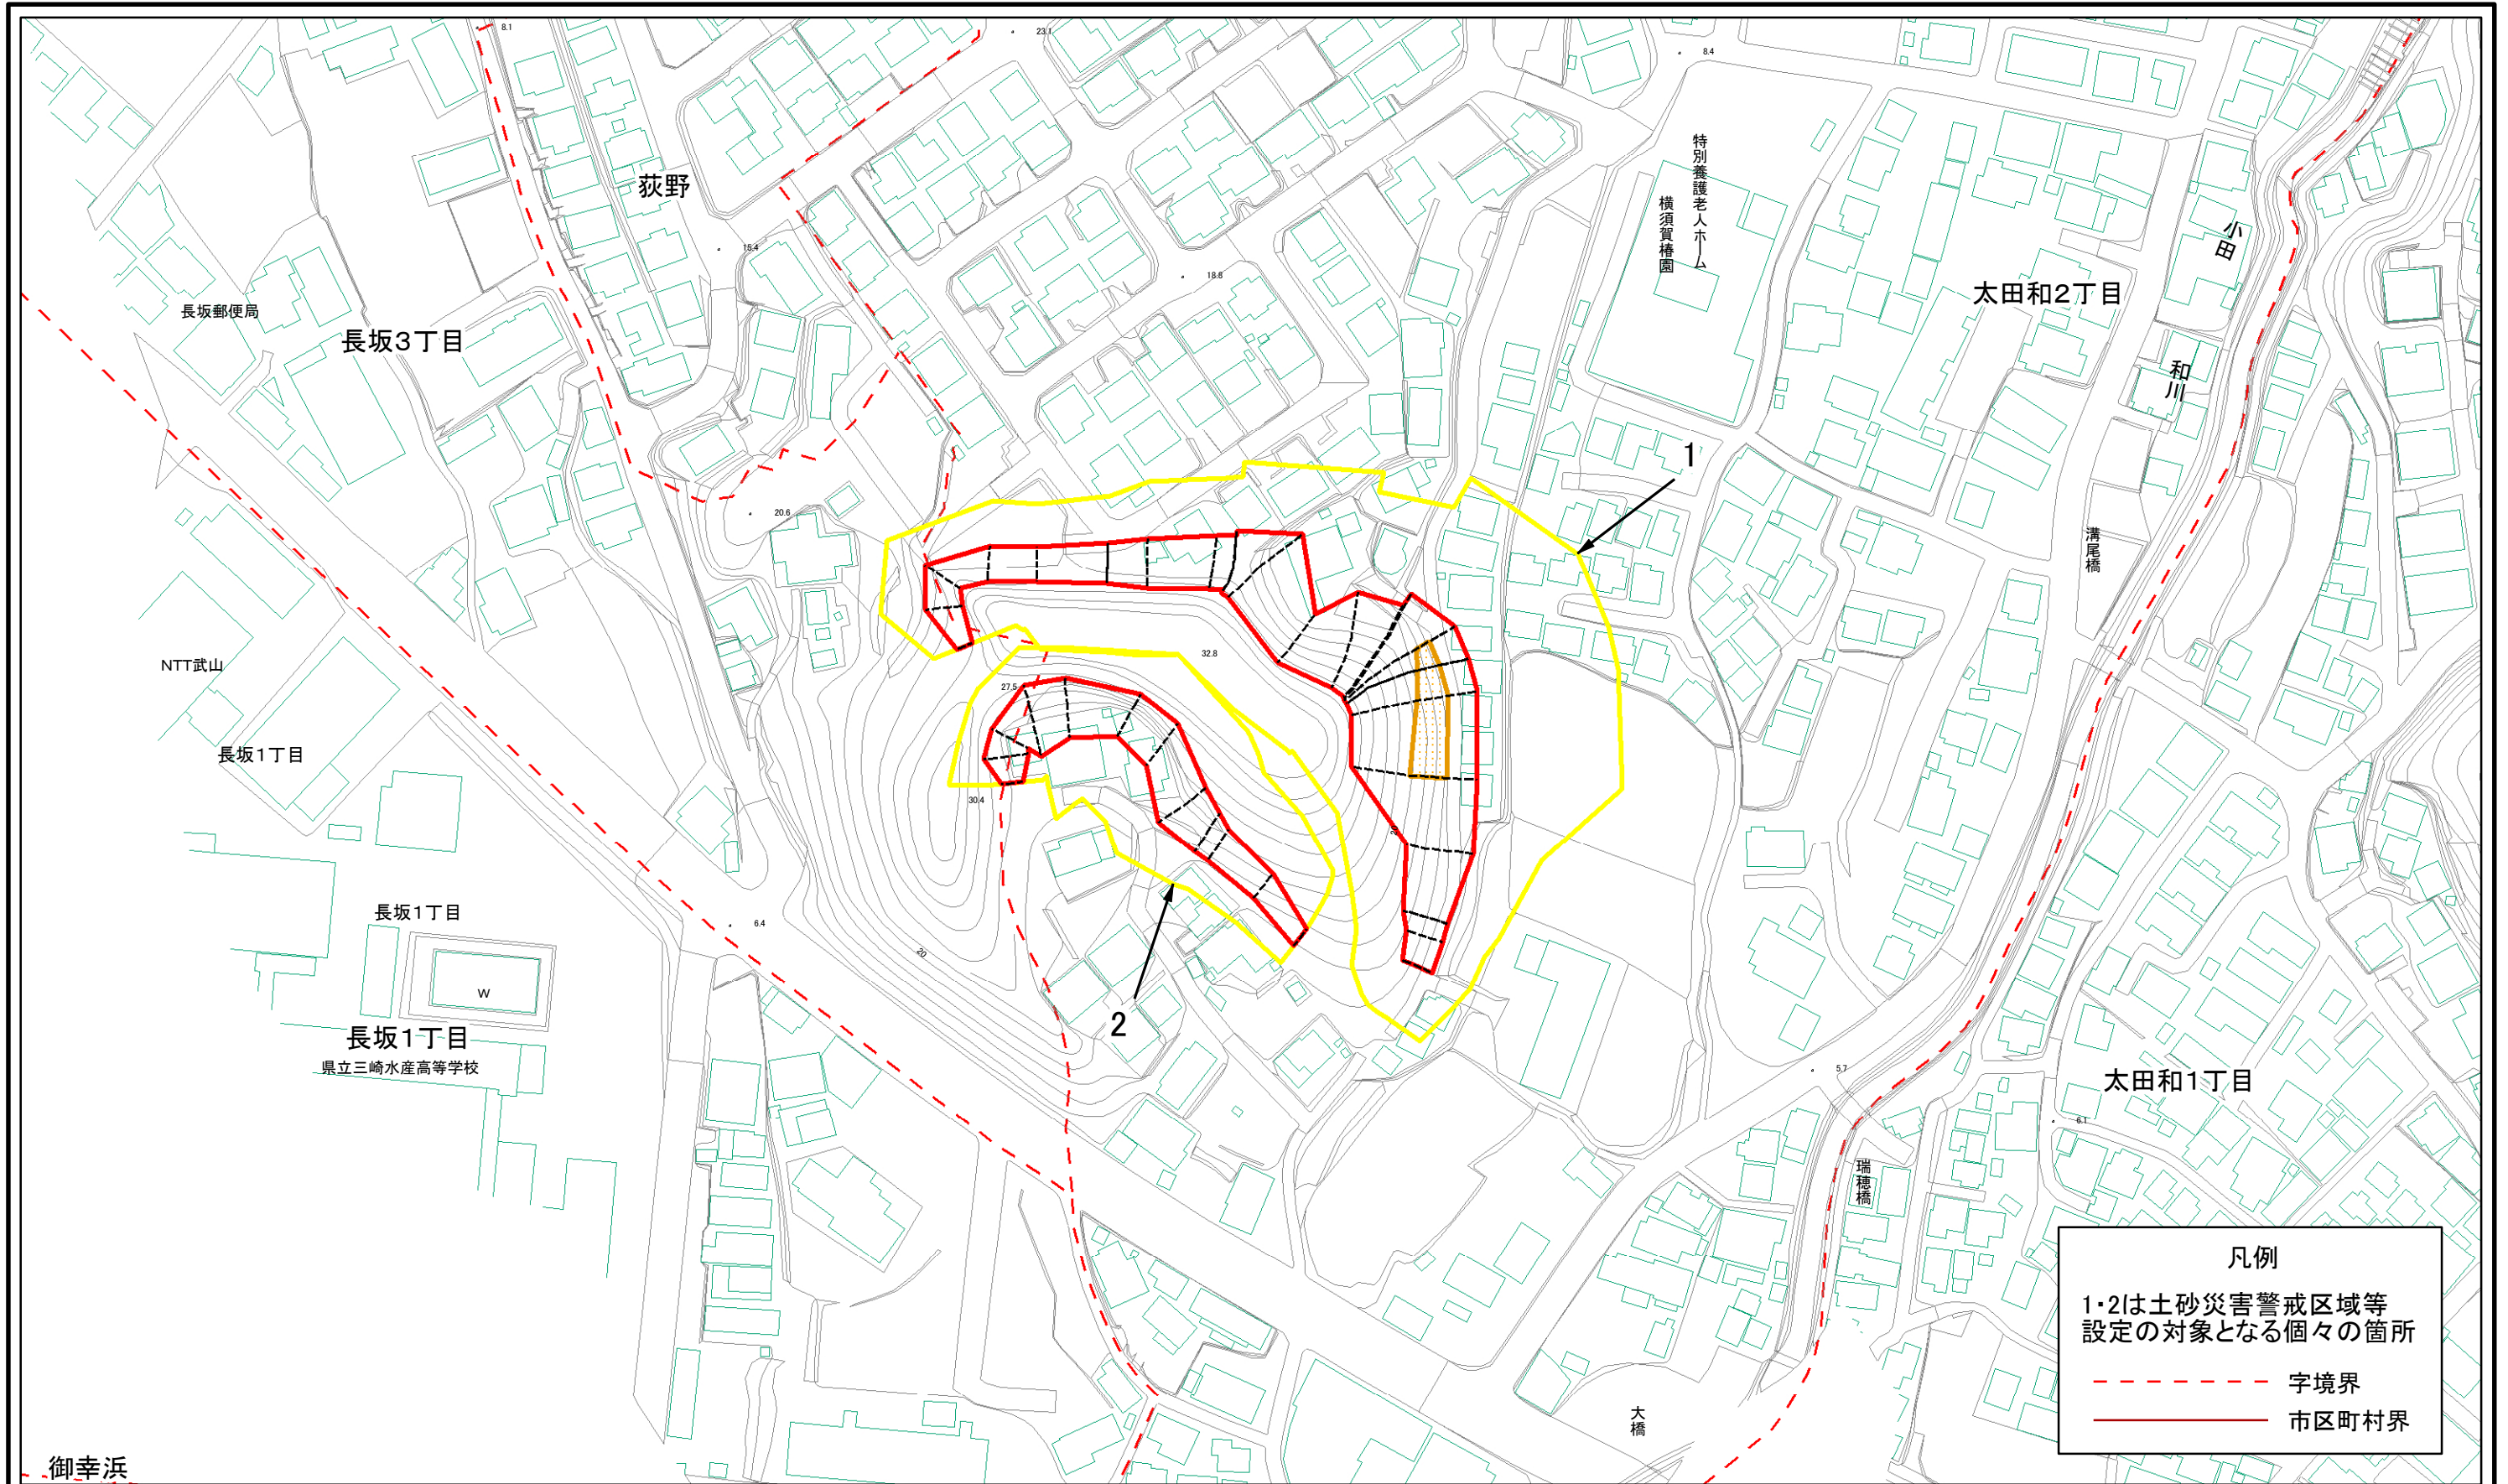 8.1
23.1
8.4
特別養護老人ホーム
横須賀椿園
荻野
15.4
18.8
小田
和川
太田和2丁目
長坂郵便局
長坂3丁目
1
20.6
溝尾橋
32.8
27.5
NTT武山
長坂1丁目
30.4
20
長坂1丁目
6.4
20
W
2
長坂1丁目
県立三崎水産高等学校
5.7
太田和1丁目
6.1
瑞穂橋
大橋
御幸浜
凡例
1・2は土砂災害警戒区域等
設定の対象となる個々の箇所
字境界
市区町村界